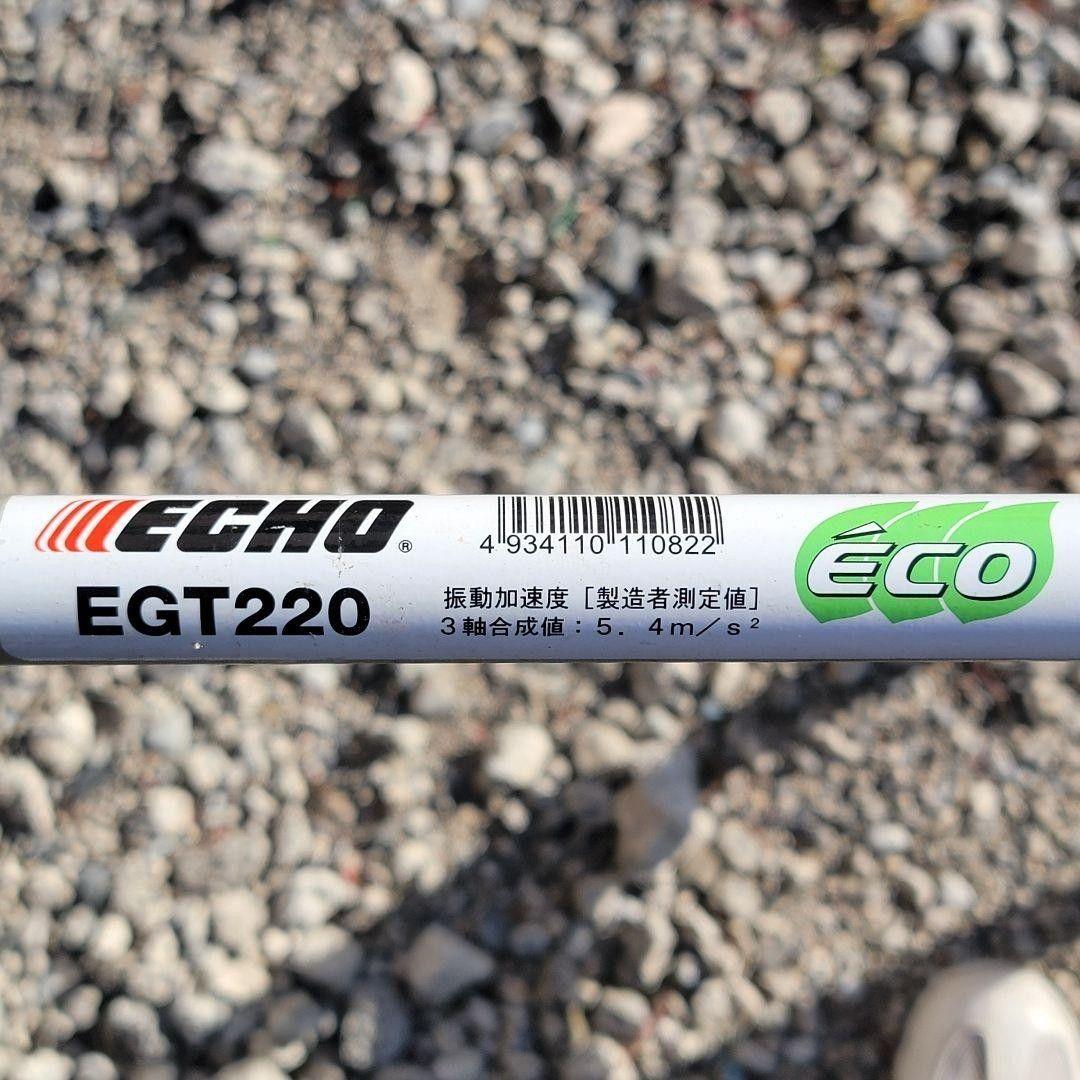 ECHO®
EGT220
4 934110 110822
振動加速度［製造者測定値］
3軸合成値：5．4m／s²
ÊCO